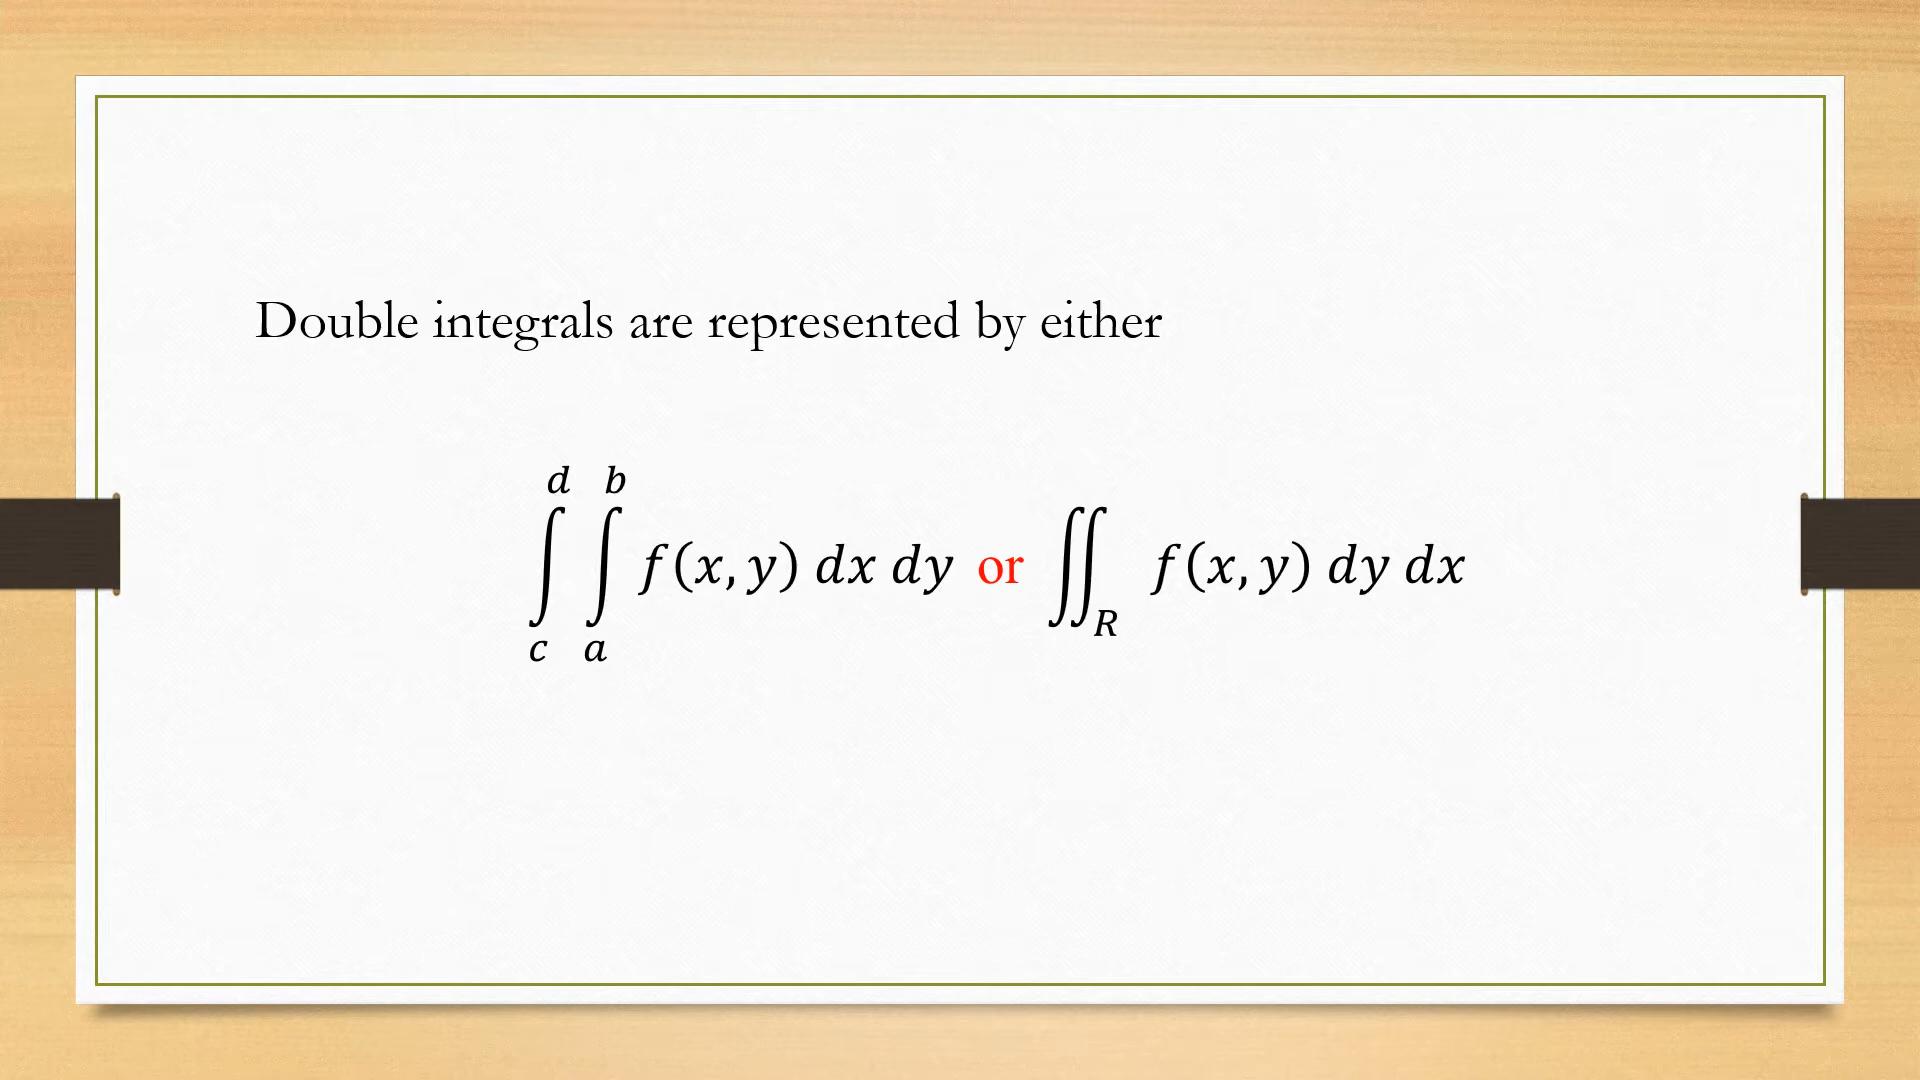 Double integrals are represented by either
∫_c^d ∫_a^b f(x, y) dx dy or ∬_R f(x, y) dy dx